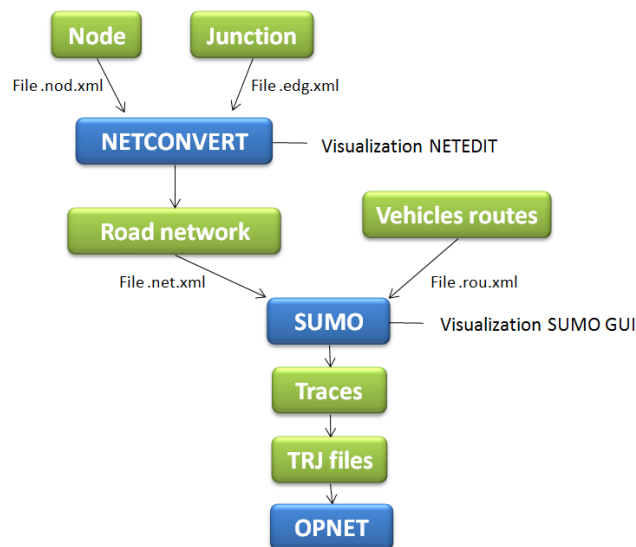 Node
Junction
File .nod.xml
File .edg.xml
NETCONVERT
Visualization NETEDIT
Road network
Vehicles routes
File .net.xml
File .rou.xml
SUMO
Visualization SUMO GUI
Traces
TRJ files
OPNET